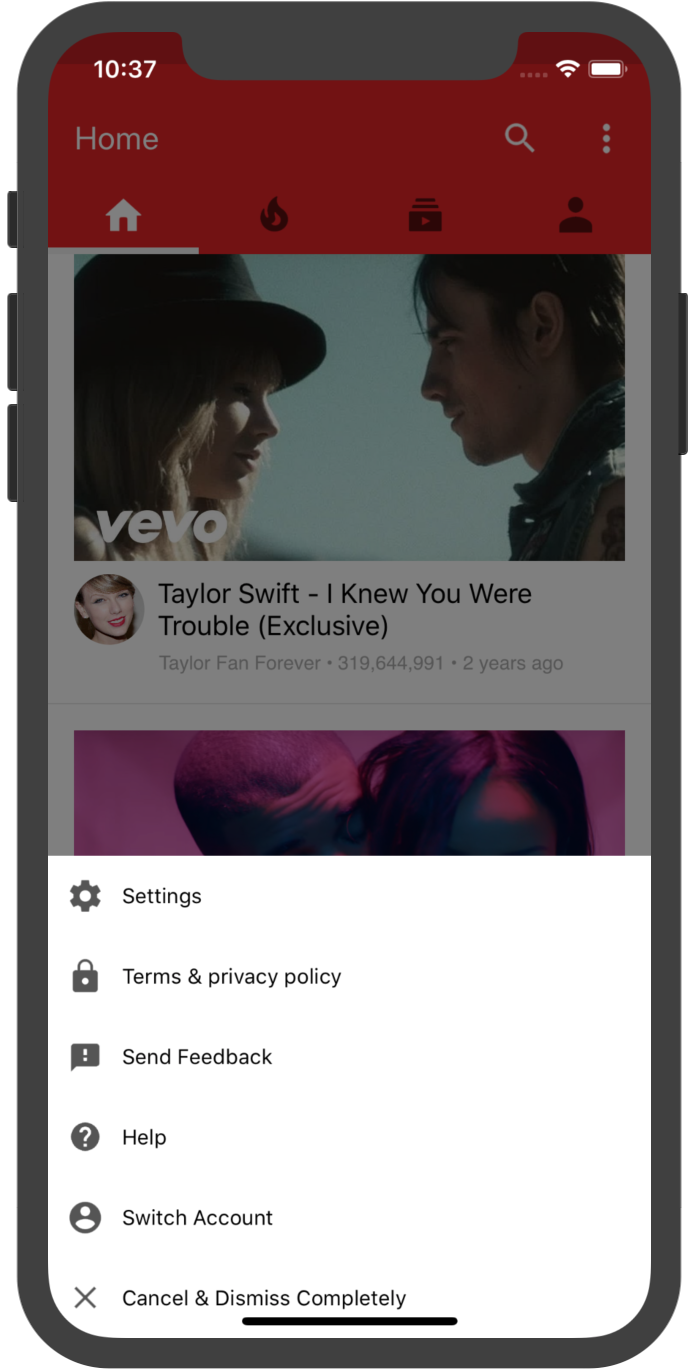 10:37
Home
vevo
Taylor Swift - I Knew You Were
Trouble (Exclusive)
Taylor Fan Forever • 319,644,991 • 2 years ago
Settings
Terms & privacy policy
Send Feedback
Help
Switch Account
Cancel & Dismiss Completely